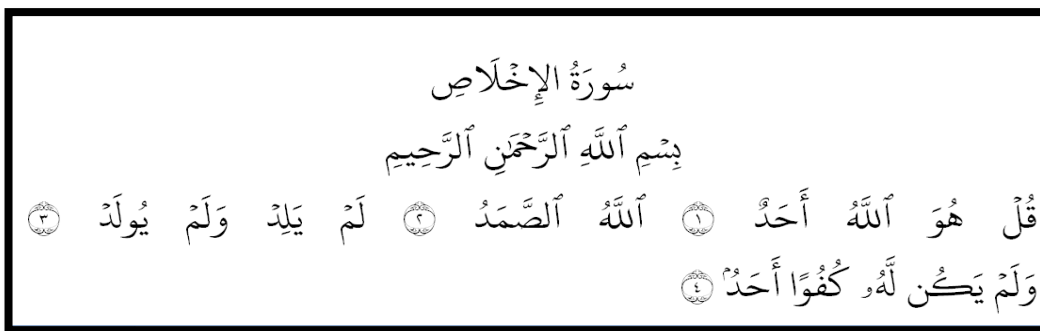 سُورَةُ الإِخْلَاصِ
بِسْمِ ٱللَّهِ ٱلرَّحْمَٰنِ ٱلرَّحِيمِ
قُلْ هُوَ ٱللَّهُ أَحَدٌ ١ ٱللَّهُ ٱلصَّمَدُ ٢ لَمْ يَلِدْ وَلَمْ يُولَدْ ٣
وَلَمْ يَكُن لَّهُۥ كُفُوًا أَحَدُۢ ٤